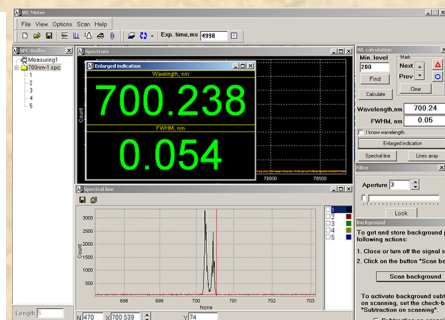 WL Meter
File View Options Scan Help
Exp. time,ms 4998
SPC Buffer
Measuring1
700nm-1.spc
1
2
3
4
5
Length 5
Spectrum
Count
78000
78500
Enlarged indication
Wavelength, nm
700.238
FWHM, nm
0.054
Spectral line
Count
3000
2500
2000
1500
1000
500
698
699
700
701
702
703
None
1
2
3
4
5
N 470 X 700.539 Y 74
WL calculation
Min. level
200
Mark
Next
Prev
Find
Calculate
Clear
Wavelength,nm 700.24
FWHM, nm 0.05
I know wavelength
Enlarged indication
Spectral line
Lines array
Filter
Aperture 3
Look
Background
To get and store background
following actions:
1. Close or turn off the signal
2. Click on the button "Scan
Scan background
To activate background
on scanning, set the
"Subtraction on scanning"